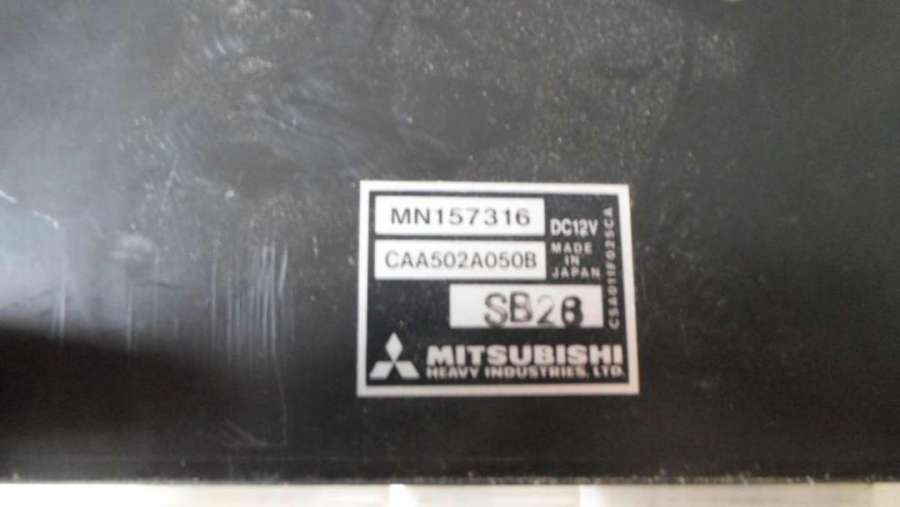 MN157316
DC12V
CAA502A050B
MADE
IN
JAPAN
CSA011F025CA
SB28
MITSUBISHI
HEAVY INDUSTRIES, LTD.